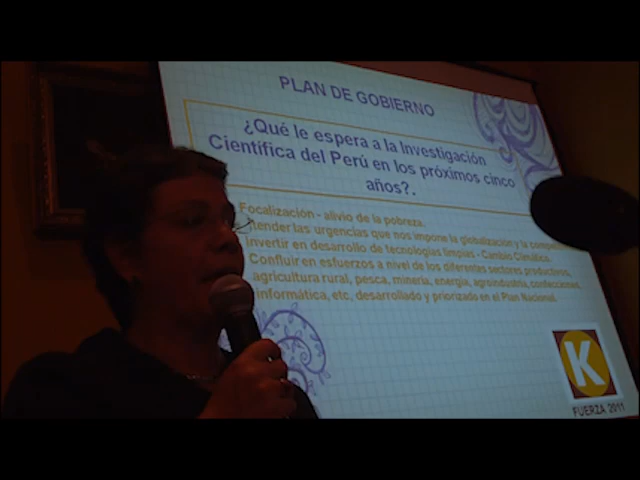 PLAN DE GOBIERNO
¿Qué le espera a la Investigación
Científica del Perú en los próximos cinco
años?.
Focalización - alivio de la pobreza.
tender las urgencias que nos impone la globalización y la
Invertir en desarrollo de tecnologías limpias - Cambio Climático.
Confluir en esfuerzos a nivel de los diferentes sectores productivos,
agricultura rural, pesca, minería, energía, agroindustria, confecciones,
informática, etc, desarrollado y priorizado en el Plan Nacional.
K
FUERZA 2011